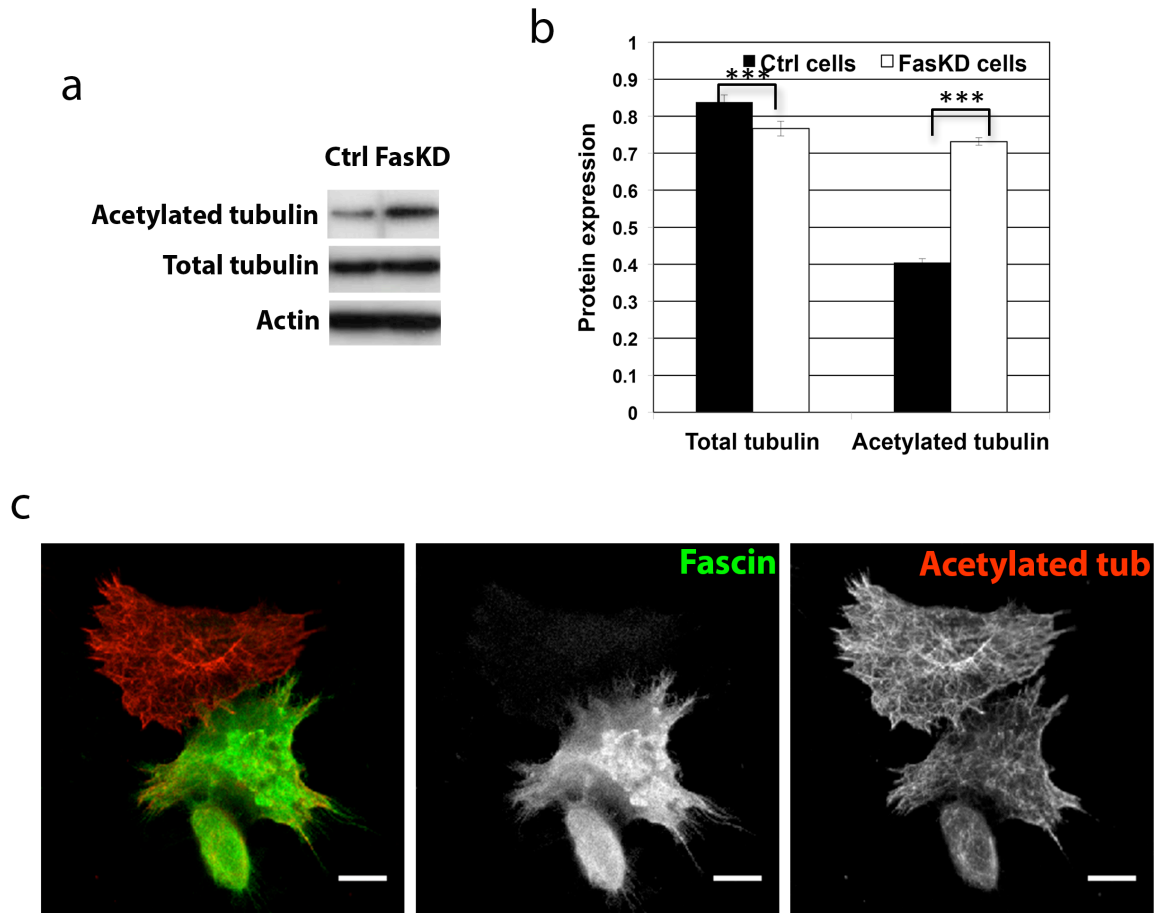 a
Ctrl FasKD
Acetylated tubulin
Total tubulin
Actin
b
Protein expression
1
0.9
0.8
0.7
0.6
0.5
0.4
0.3
0.2
0.1
0
Ctrl cells FasKD cells
***
***
Total tubulin Acetylated tubulin
c
Fascin
Acetylated tub